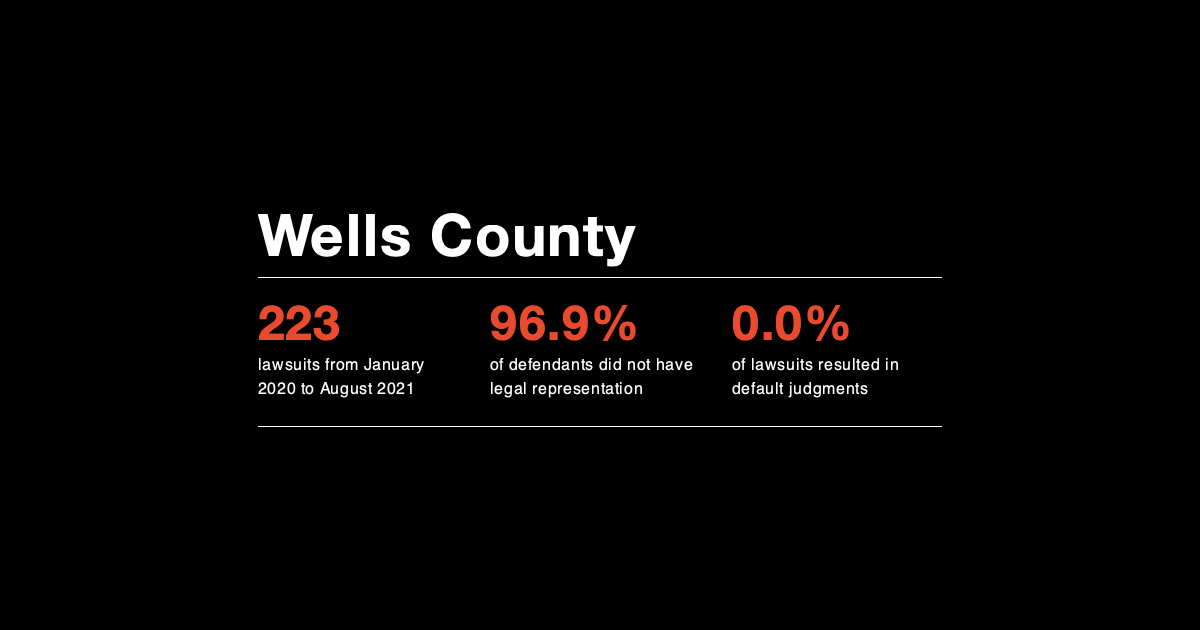 Wells County
223
lawsuits from January
2020 to August 2021
96.9%
of defendants did not have
legal representation
0.0%
of lawsuits resulted in
default judgments